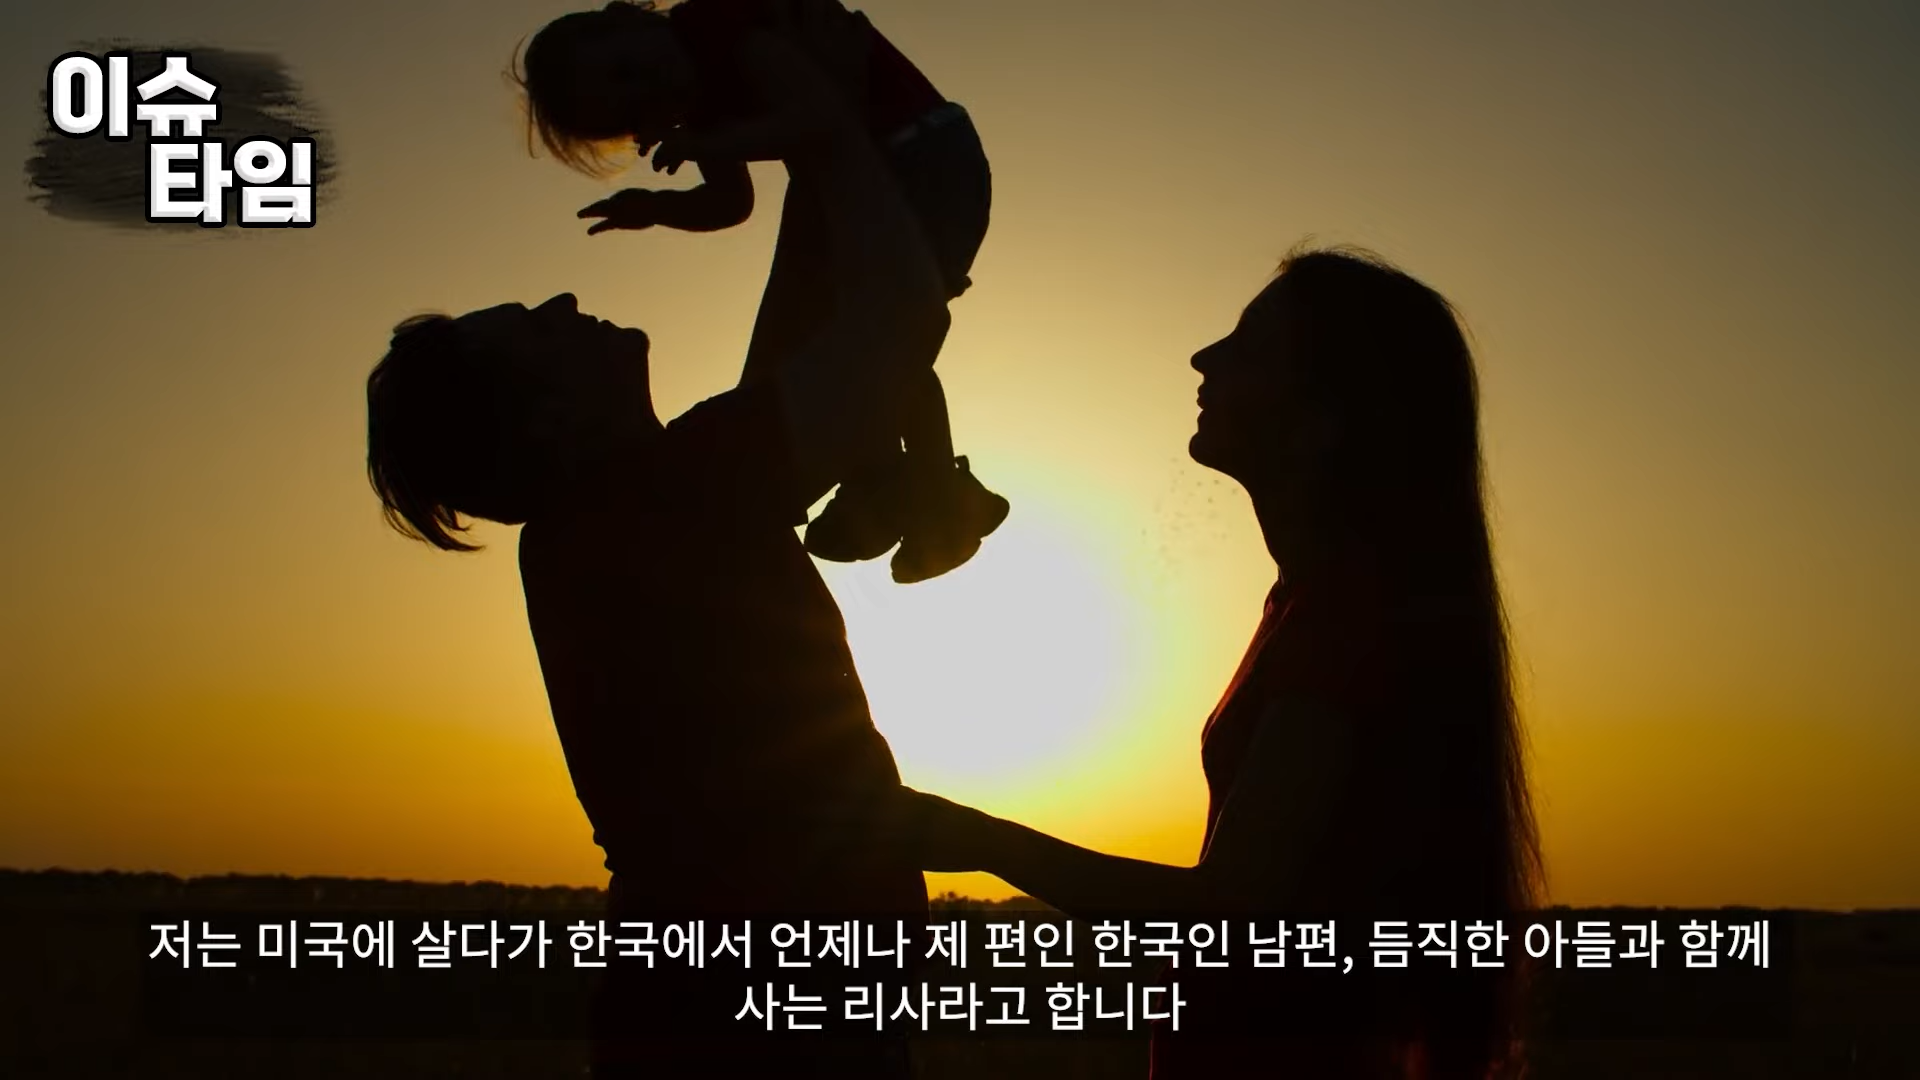 이슈
타임
저는 미국에 살다가 한국에서 언제나 제 편인 한국인 남편, 듬직한 아들과 함께
사는 리사라고 합니다